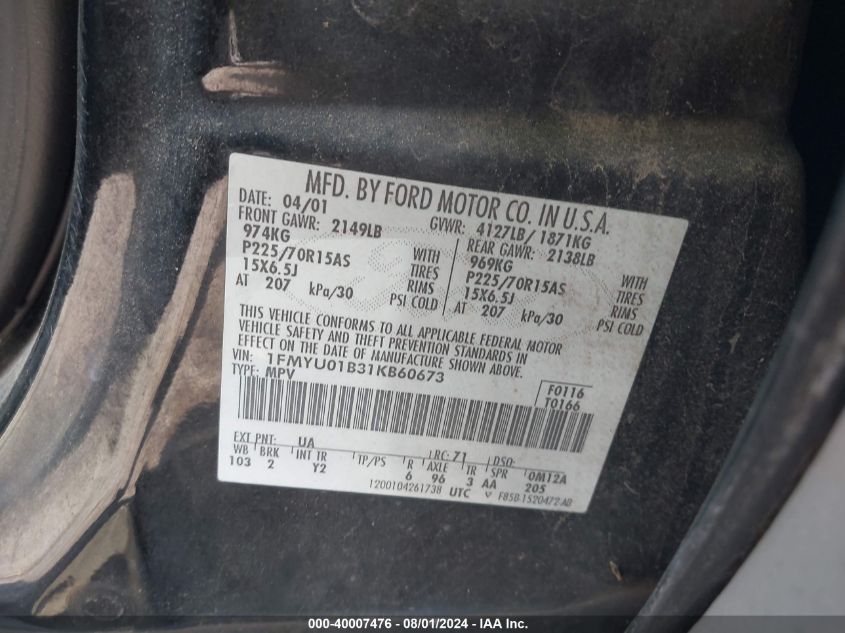 MFD. BY FORD MOTOR CO. IN U.S.A.
DATE: 04/01 GVWR: 4127LB / 1871KG
FRONT GAWR: 2149LB REAR GAWR: 2138LB
974KG WITH 969KG WITH
P225/70R15AS TIRES P225/70R15AS TIRES
15X6.5J RIMS 15X6.5J RIMS
AT 207 kPa/30 PSI COLD AT 207 kPa/30 PSI COLD
THIS VEHICLE CONFORMS TO ALL APPLICABLE FEDERAL MOTOR
VEHICLE SAFETY AND THEFT PREVENTION STANDARDS IN
EFFECT ON THE DATE OF MANUFACTURE SHOWN ABOVE.
VIN: 1FMYU01B31KB60673
TYPE: MPV
F0116
T0166
EXT PNT: UA RC: 71 DSO:
WB BRK INT TR TP/PS R AXLE TR SPR 0M12A
103 2 Y2 6 96 3 AA 205
1200104261738 UTC F85B-1520472-AB
000-40007476 - 08/01/2024 - IAA Inc.